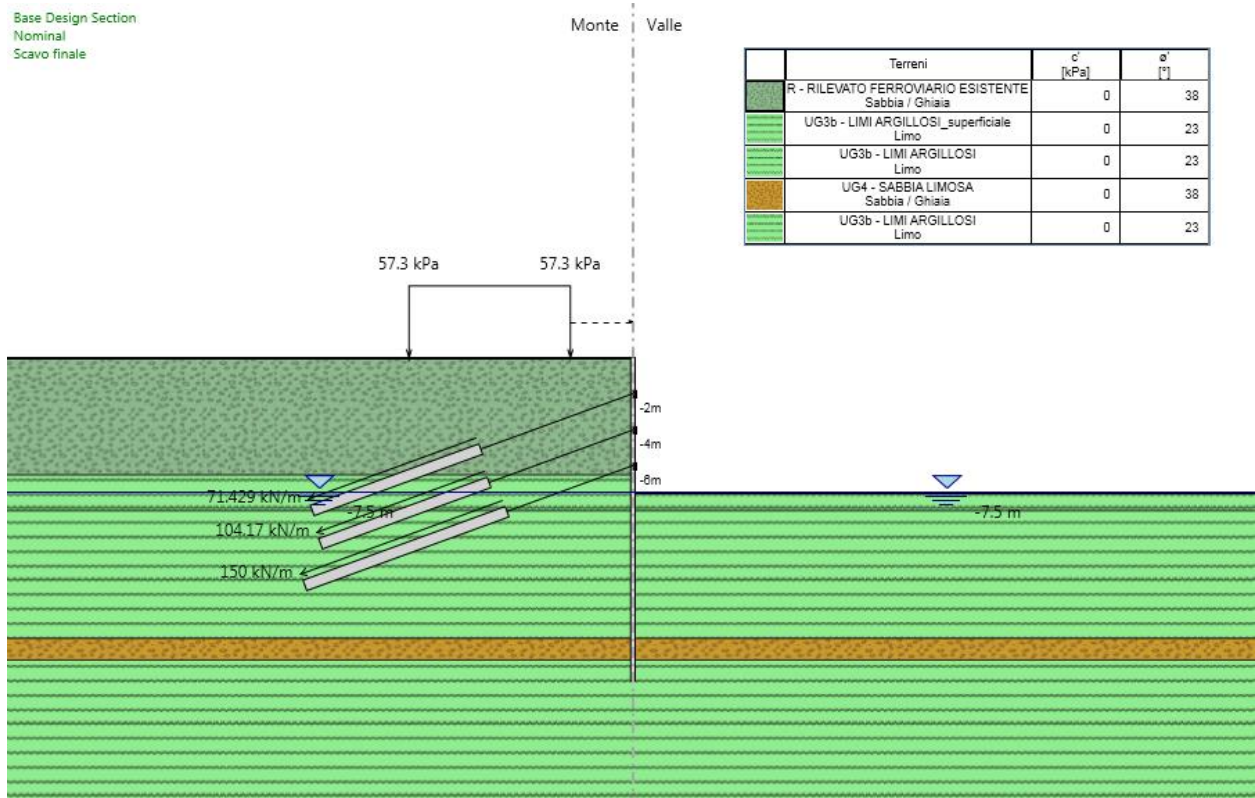 Base Design Section
Nominal
Scavo finale
Monte
Valle
Terreni c' [kPa] ø' [°]
R - RILEVATO FERROVIARIO ESISTENTE
Sabbia / Ghiaia 0 38
UG3b - LIMI ARGILLOSI_superficiale
Limo 0 23
UG3b - LIMI ARGILLOSI
Limo 0 23
UG4 - SABBIA LIMOSA
Sabbia / Ghiaia 0 38
UG3b - LIMI ARGILLOSI
Limo 0 23
57.3 kPa
57.3 kPa
-2m
-4m
-6m
71.429 kN/m
-7.5 m
-7.5 m
104.17 kN/m
150 kN/m